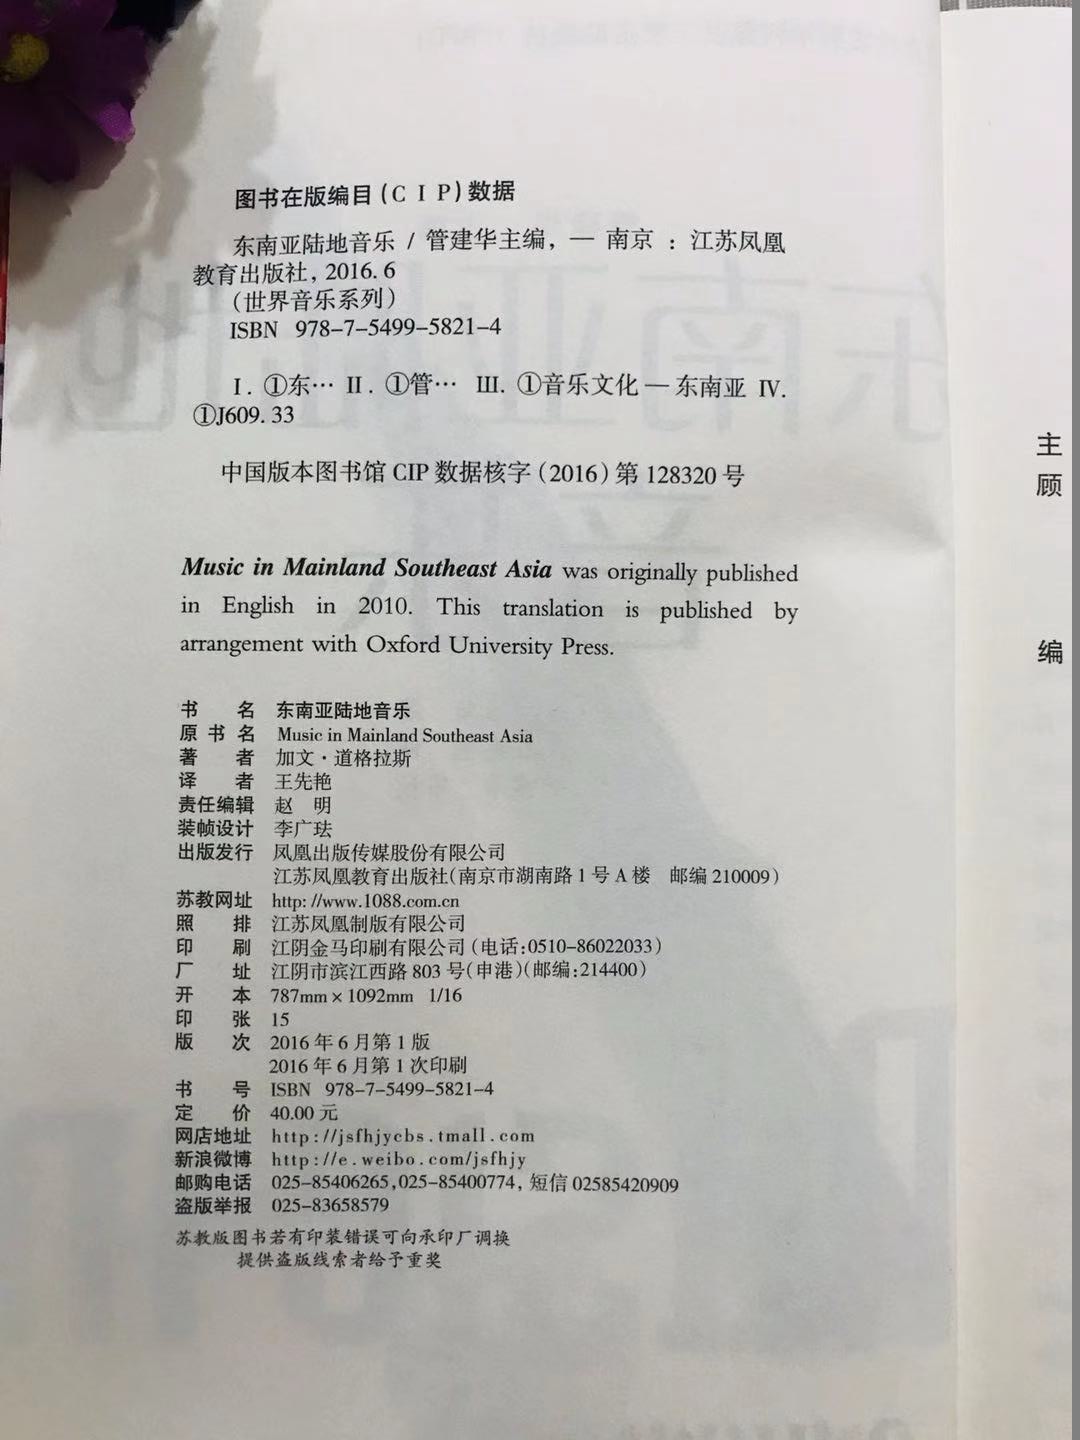 图书在版编目(CIP)数据
东南亚陆地音乐 / 管建华主编, — 南京 : 江苏凤凰
教育出版社, 2016. 6
(世界音乐系列)
ISBN 978-7-5499-5821-4
I. ①东… II. ①管… III. ①音乐文化—东南亚 IV.
①J609. 33
中国版本图书馆 CIP 数据核字(2016)第 128320 号
Music in Mainland Southeast Asia was originally published
in English in 2010. This translation is published by
arrangement with Oxford University Press.
书 名 东南亚陆地音乐
原 书 名 Music in Mainland Southeast Asia
著 者 加文·道格拉斯
译 者 王先艳
责任编辑 赵 明
装帧设计 李广珐
出版发行 凤凰出版传媒股份有限公司
江苏凤凰教育出版社(南京市湖南路 1 号 A 楼 邮编 210009)
苏教网址 http: //www.1088.com.cn
照 排 江苏凤凰制版有限公司
印 刷 江阴金马印刷有限公司(电话:0510-86022033)
厂 址 江阴市滨江西路 803 号(申港)(邮编:214400)
开 本 787mm × 1092mm 1/16
印 张 15
版 次 2016 年 6 月第 1 版
2016 年 6 月第 1 次印刷
书 号 ISBN 978-7-5499-5821-4
定 价 40.00 元
网店地址 http://jsfhjycbs.tmall.com
新浪微博 http://e.weibo.com/jsfhjy
邮购电话 025-85406265,025-85400774, 短信 02585420909
盗版举报 025-83658579
苏教版图书若有印装错误可向承印厂调换
提供盗版线索者给予重奖
主 编
顾